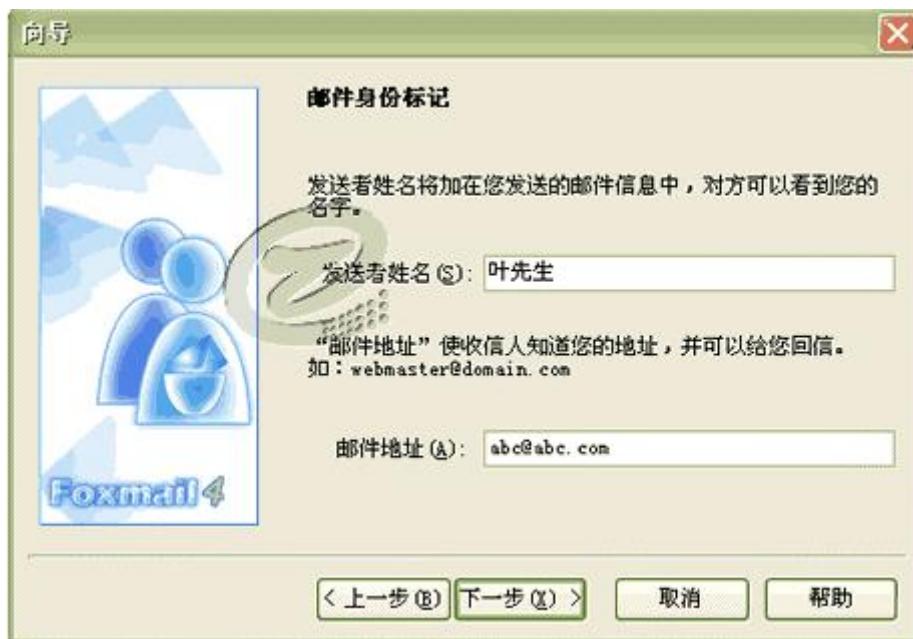 向导
邮件身份标记
发送者姓名将加在您发送的邮件信息中，对方可以看到您的
名字。
发送者姓名(S): 叶先生
“邮件地址”使收信人知道您的地址，并可以给您回信。
如：webmaster@domain.com
邮件地址(A): abc@abc.com
Foxmail 4
< 上一步(B) 下一步(X) > 取消 帮助